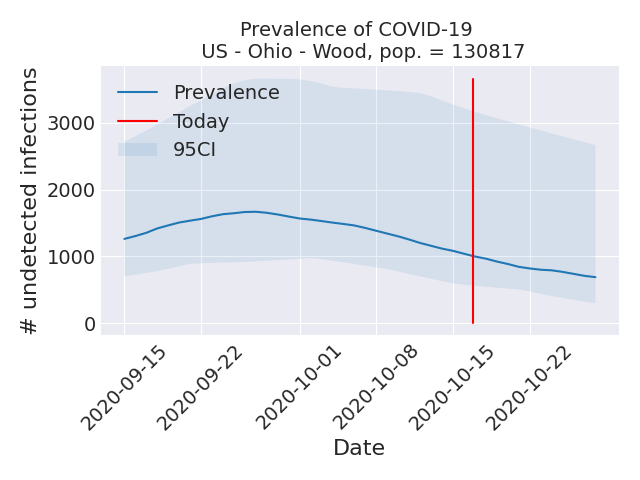 Prevalence of COVID-19
US - Ohio - Wood, pop. = 130817
# undetected infections
3000
2000
1000
0
Prevalence
Today
95CI
2020-09-15
2020-09-22
2020-10-01
2020-10-08
2020-10-15
2020-10-22
Date